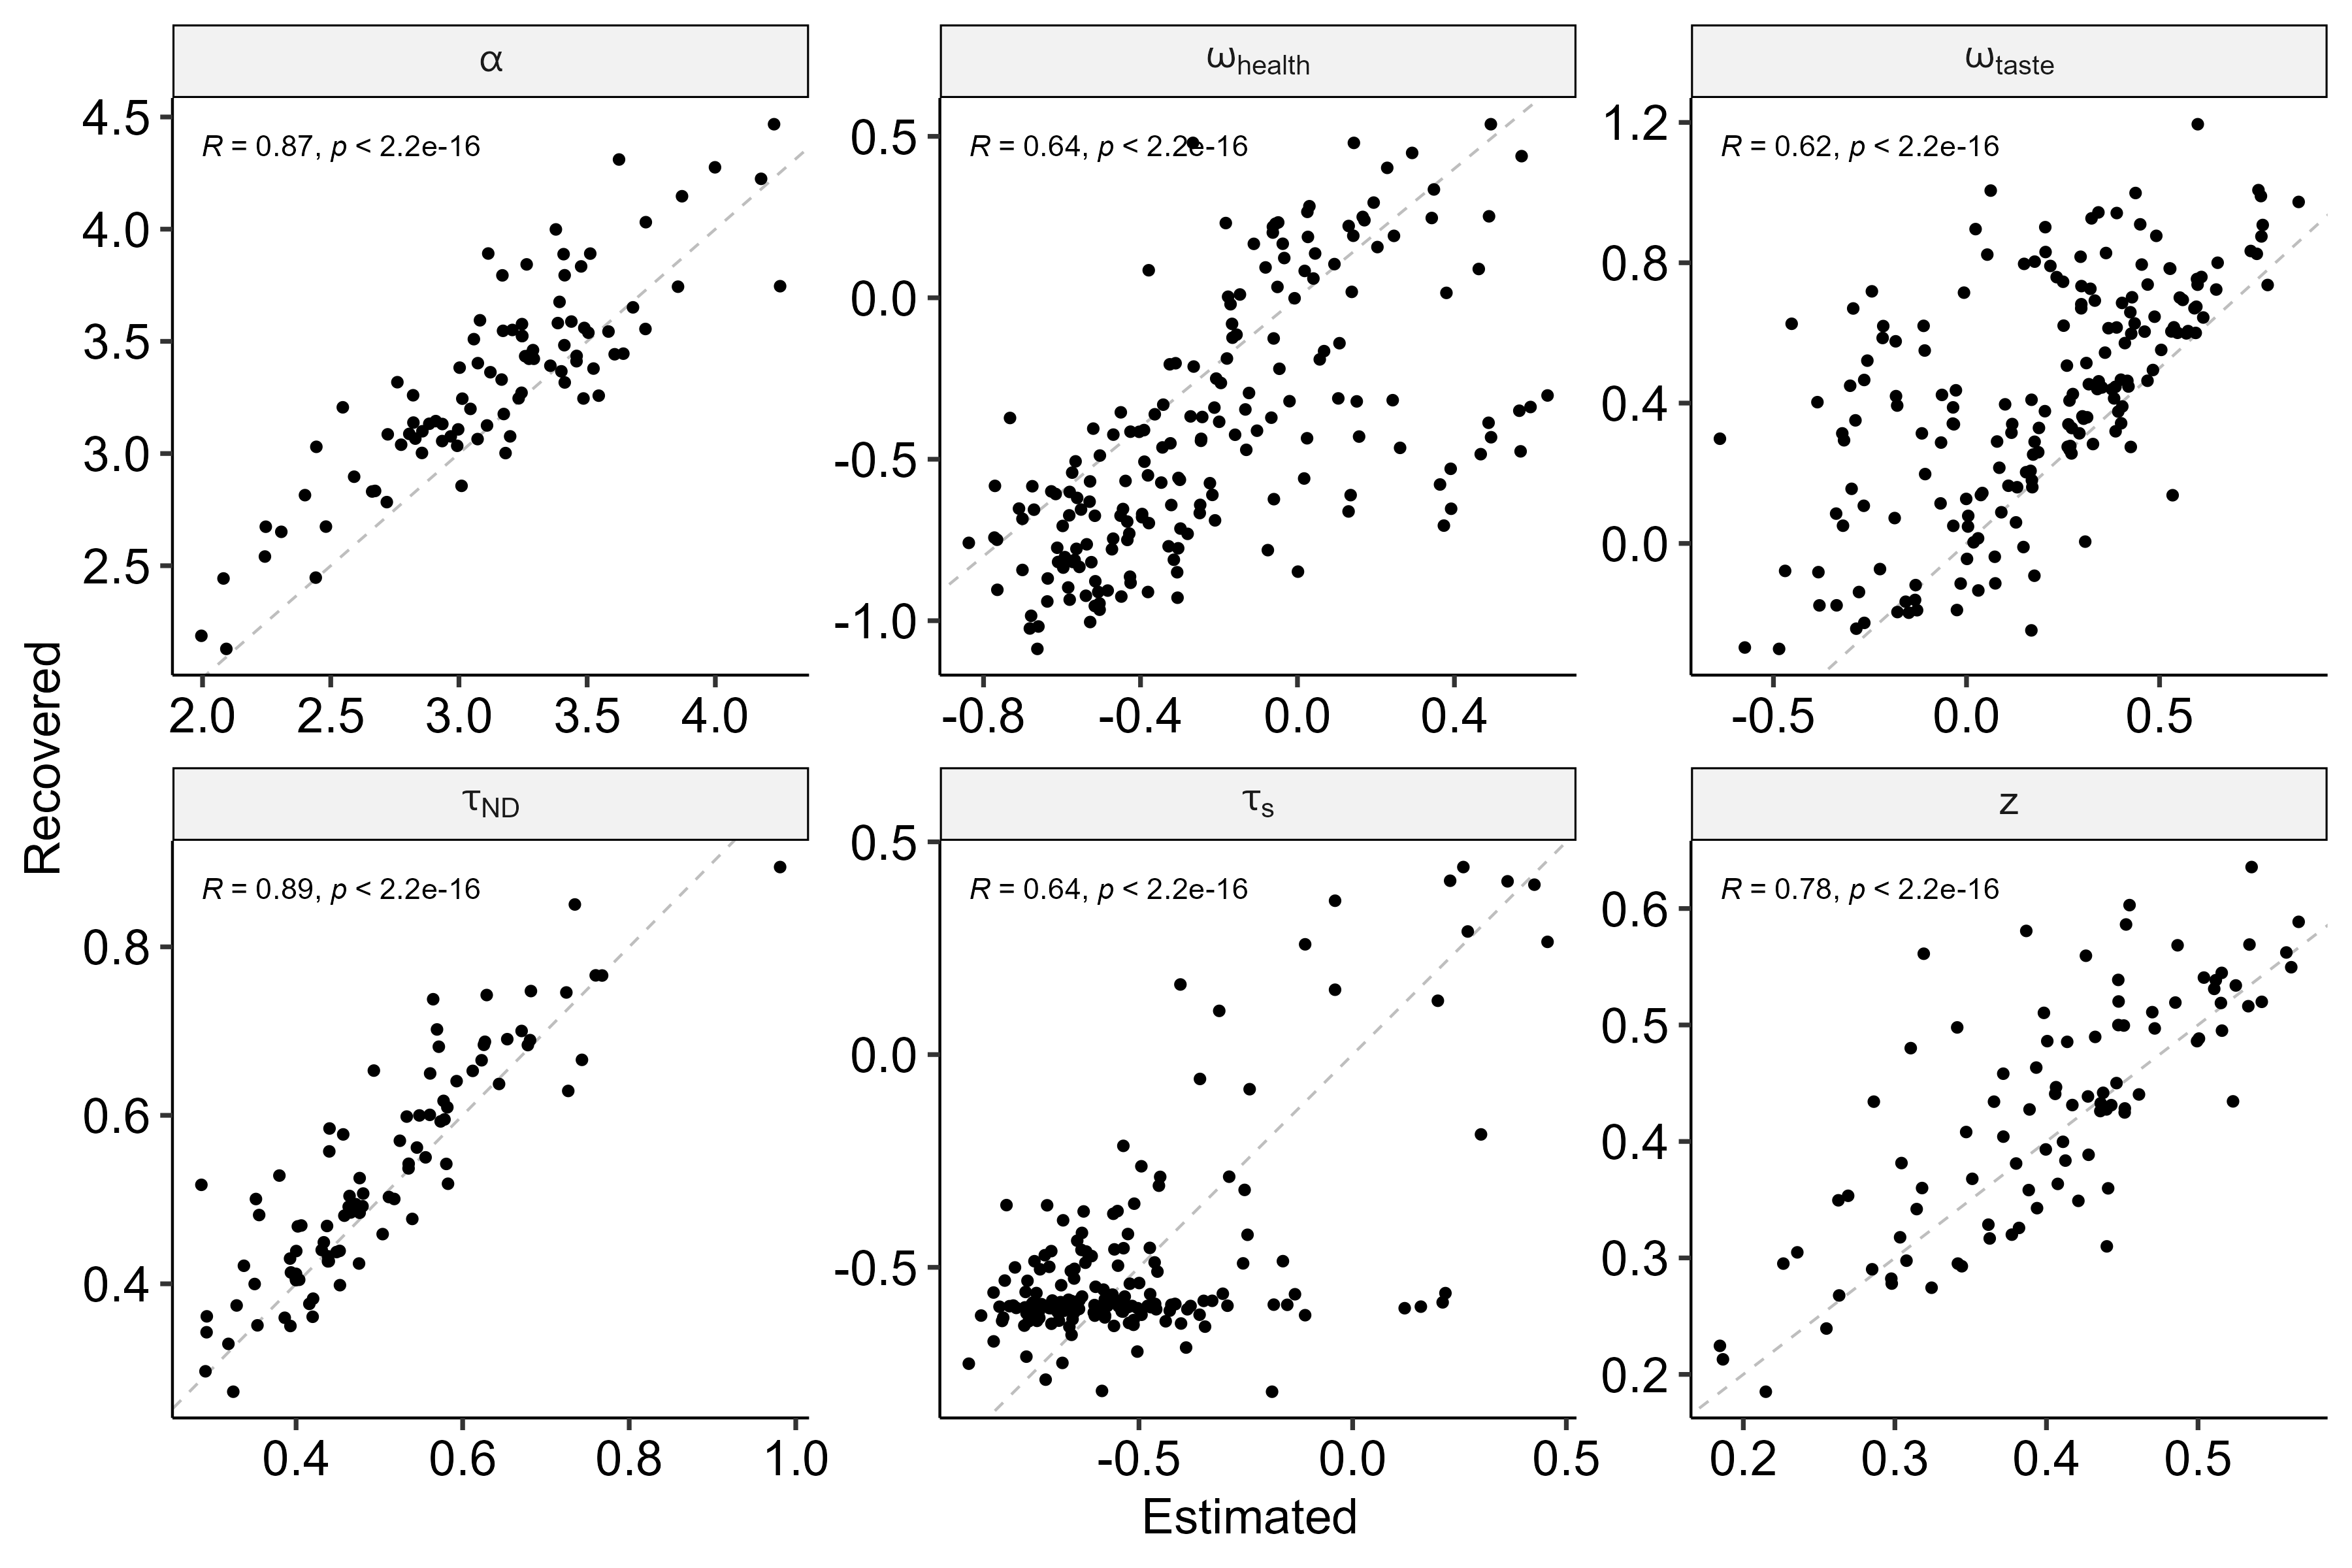 α
ωhealth
ωtaste
R = 0.87, p < 2.2e-16
R = 0.64, p < 2.2e-16
R = 0.62, p < 2.2e-16
4.5
4.0
3.5
3.0
2.5
2.0 2.5 3.0 3.5 4.0
0.5
0.0
-0.5
-1.0
-0.8 -0.4 0.0 0.4
1.2
0.8
0.4
0.0
-0.5 0.0 0.5
Recovered
τND
τs
z
R = 0.89, p < 2.2e-16
R = 0.64, p < 2.2e-16
R = 0.78, p < 2.2e-16
0.8
0.6
0.4
0.4 0.6 0.8 1.0
0.5
0.0
-0.5
-0.5 0.0 0.5
0.6
0.5
0.4
0.3
0.2
0.2 0.3 0.4 0.5
Estimated